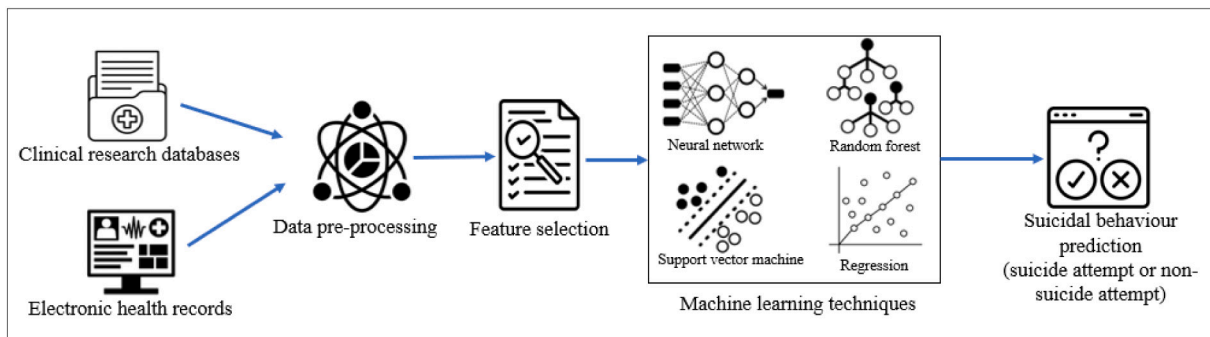 Clinical research databases
Electronic health records
Data pre-processing
Feature selection
Neural network
Random forest
Support vector machine
Regression
Machine learning techniques
?
Suicidal behaviour
prediction
(suicide attempt or non-
suicide attempt)